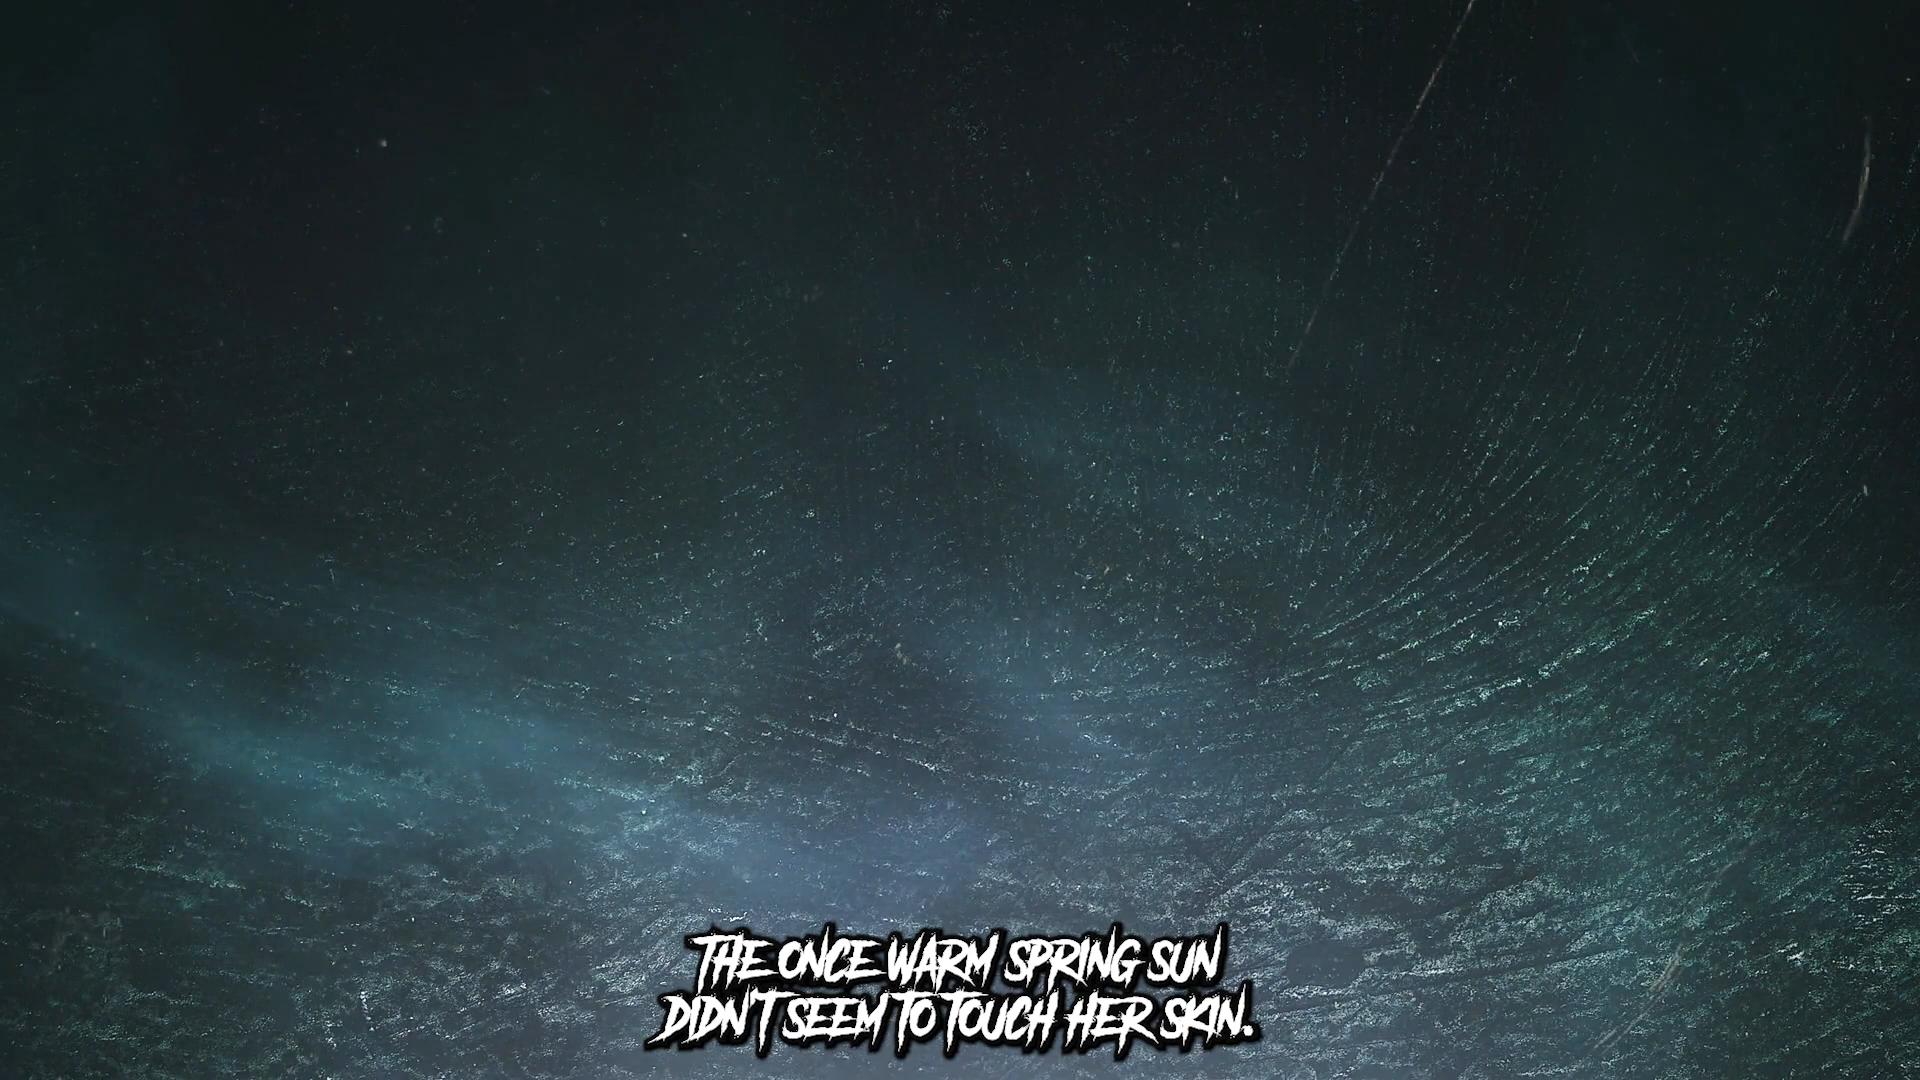 THE ONCE WARM SPRING SUN
DIDN'T SEEM TO TOUCH HER SKIN.